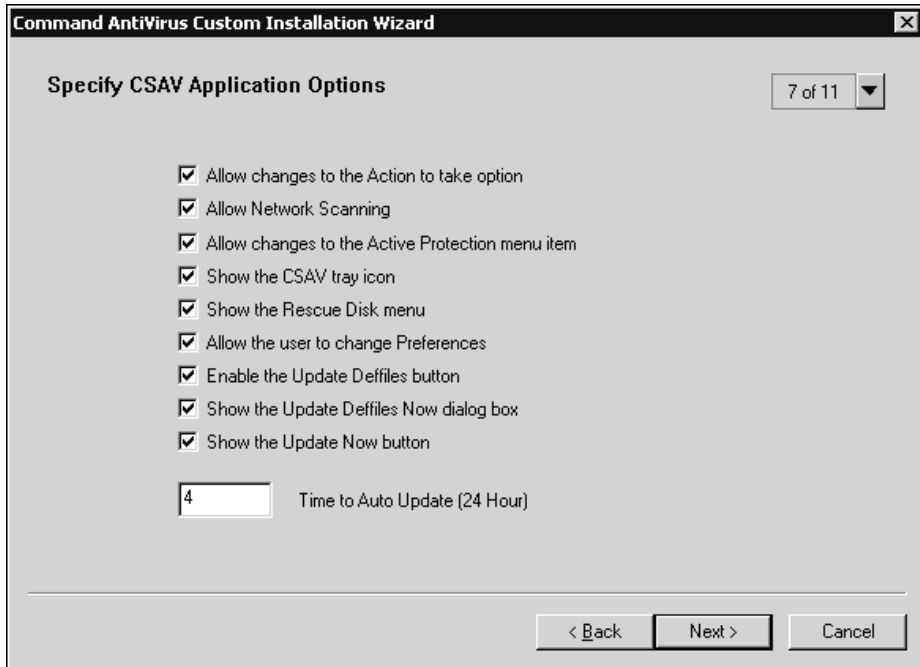 Command AntiVirus Custom Installation Wizard
Specify CSAV Application Options
7 of 11
Allow changes to the Action to take option
Allow Network Scanning
Allow changes to the Active Protection menu item
Show the CSAV tray icon
Show the Rescue Disk menu
Allow the user to change Preferences
Enable the Update Deffiles button
Show the Update Deffiles Now dialog box
Show the Update Now button
4 Time to Auto Update (24 Hour)
< Back Next > Cancel